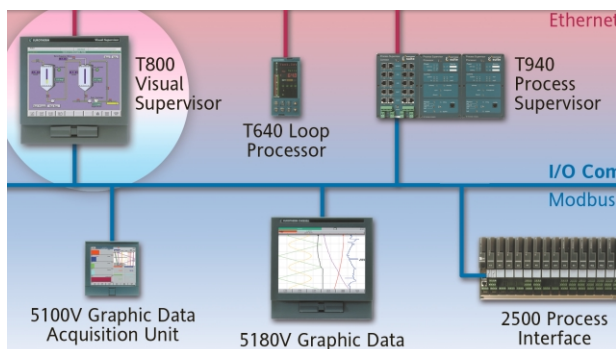 Ethernet
T800
Visual
Supervisor
T640 Loop
Processor
T940
Process
Supervisor
I/O Com
Modbus
5100V Graphic Data
Acquisition Unit
5180V Graphic Data
2500 Process
Interface